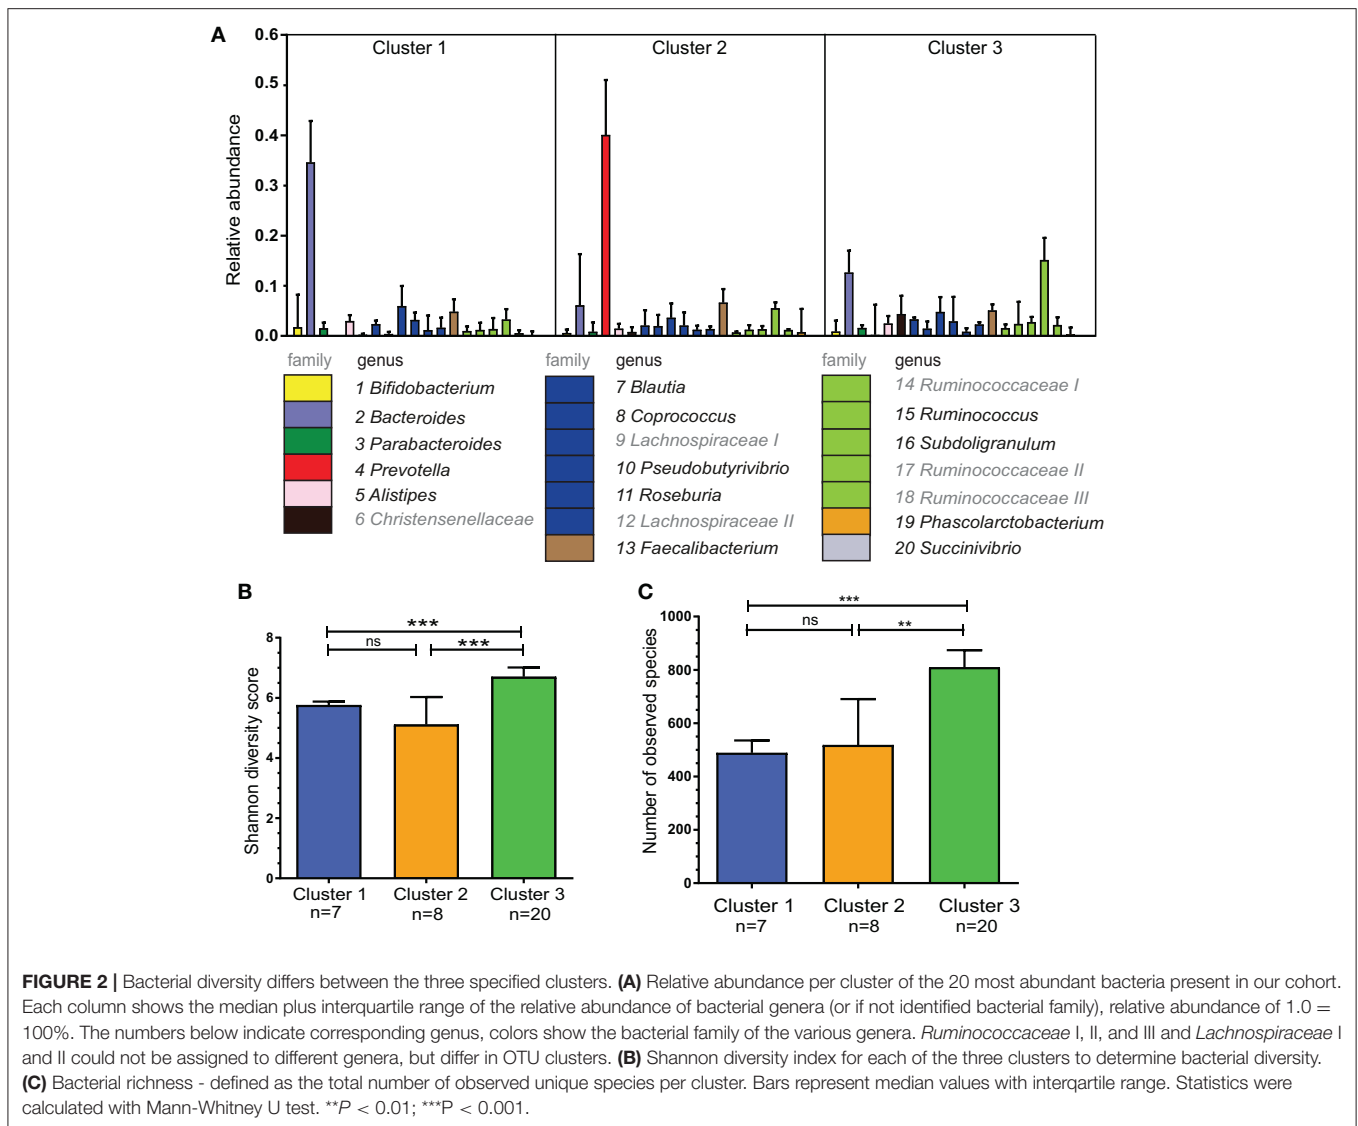 A
Cluster 1
Cluster 2
Cluster 3
Relative abundance
0.6
0.5
0.4
0.3
0.2
0.1
0.0
family genus
1 Bifidobacterium
2 Bacteroides
3 Parabacteroides
4 Prevotella
5 Alistipes
6 Christensenellaceae
family genus
7 Blautia
8 Coprococcus
9 Lachnospiraceae I
10 Pseudobutyrivibrio
11 Roseburia
12 Lachnospiraceae II
13 Faecalibacterium
family genus
14 Ruminococcaceae I
15 Ruminococcus
16 Subdoligranulum
17 Ruminococcaceae II
18 Ruminococcaceae III
19 Phascolarctobacterium
20 Succinivibrio
B
Shannon diversity score
8
6
4
2
0
***
ns
***
Cluster 1
n=7
Cluster 2
n=8
Cluster 3
n=20
C
Number of observed species
1000
800
600
400
200
0
***
ns
**
Cluster 1
n=7
Cluster 2
n=8
Cluster 3
n=20
FIGURE 2 | Bacterial diversity differs between the three specified clusters. (A) Relative abundance per cluster of the 20 most abundant bacteria present in our cohort.
Each column shows the median plus interquartile range of the relative abundance of bacterial genera (or if not identified bacterial family), relative abundance of 1.0 =
100%. The numbers below indicate corresponding genus, colors show the bacterial family of the various genera. Ruminococcaceae I, II, and III and Lachnospiraceae I
and II could not be assigned to different genera, but differ in OTU clusters. (B) Shannon diversity index for each of the three clusters to determine bacterial diversity.
(C) Bacterial richness - defined as the total number of observed unique species per cluster. Bars represent median values with interqartile range. Statistics were
calculated with Mann-Whitney U test. **P < 0.01; ***P < 0.001.